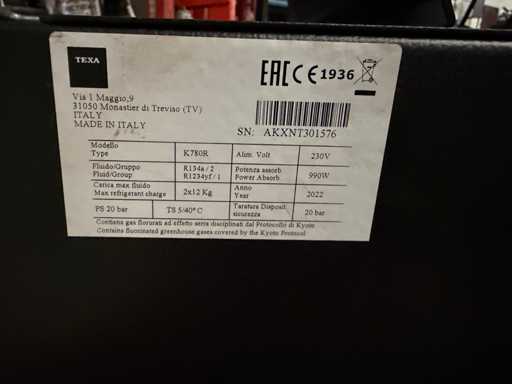 TEXA
EAC CE 1936
Via 1 Maggio,9
31050 Monastier di Treviso (TV)
ITALY
MADE IN ITALY
SN: AKXNT301576
Modello
Type
K780R
Alim. Volt
230V
Fluido/Gruppo
Fluid/Group
R134a / 2
R1234yf / 1
Potenza assorb
Power Absorb
990W
Carica max fluido
Max refrigerant charge
2x12 Kg
Anno
Year
2022
PS 20 bar
TS 5/40° C
Taratura Disposit.
sicurezza
20 bar
Contiene gas florurati ad effetto serra disciplinati dal Protocollo di Kyoto
Contains fluorinated greenhouse gases covered by the Kyoto Protocol